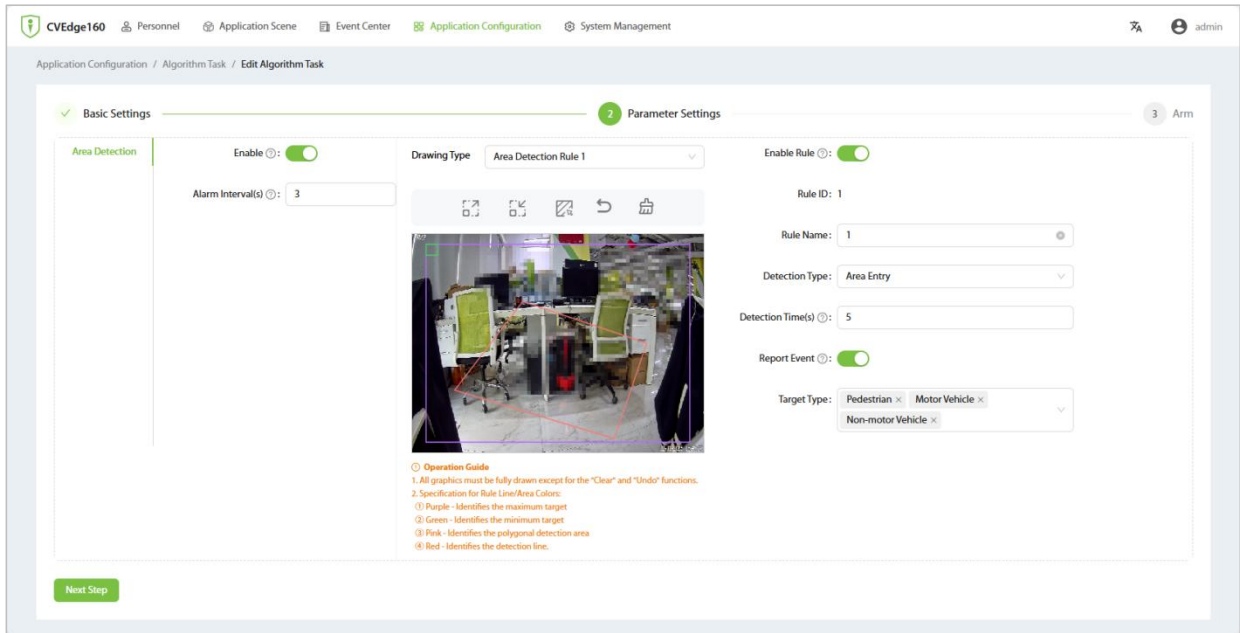 CVEdge160 Personnel Application Scene Event Center Application Configuration System Management admin
Application Configuration / Algorithm Task / Edit Algorithm Task
Basic Settings 2 Parameter Settings 3 Arm
Area Detection
Enable ?:
Alarm Interval(s) ?: 3
Drawing Type Area Detection Rule 1
Operation Guide
1. All graphics must be fully drawn except for the "Clear" and "Undo" functions.
2. Specification for Rule Line/Area Colors:
① Purple - Identifies the maximum target
② Green - Identifies the minimum target
③ Pink - Identifies the polygonal detection area
④ Red - Identifies the detection line.
Enable Rule ?:
Rule ID: 1
Rule Name: 1
Detection Type: Area Entry
Detection Time(s) ?: 5
Report Event ?:
Target Type: Pedestrian × Motor Vehicle ×
Non-motor Vehicle ×
Next Step